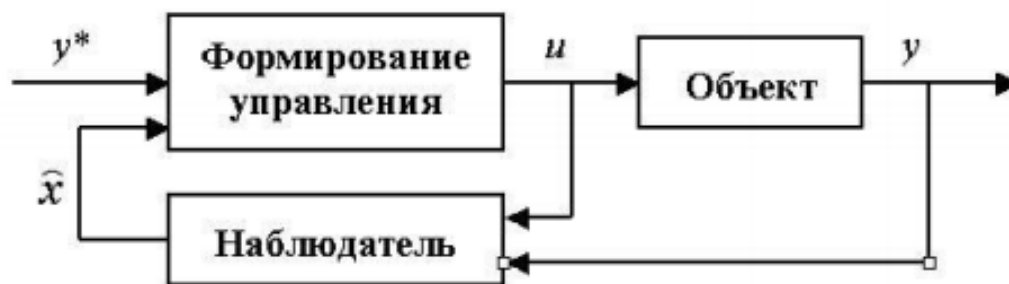 y*
Формирование
управления
u
Объект
y
x̂
Наблюдатель